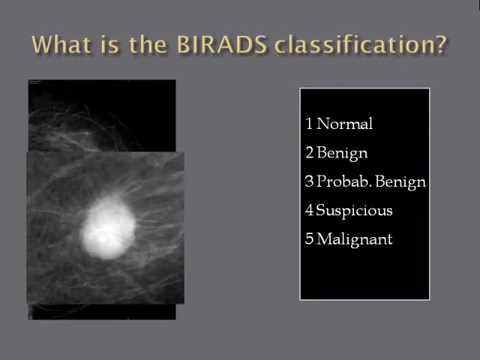 What is the BIRADS classification?
1 Normal
2 Benign
3 Probab. Benign
4 Suspicious
5 Malignant